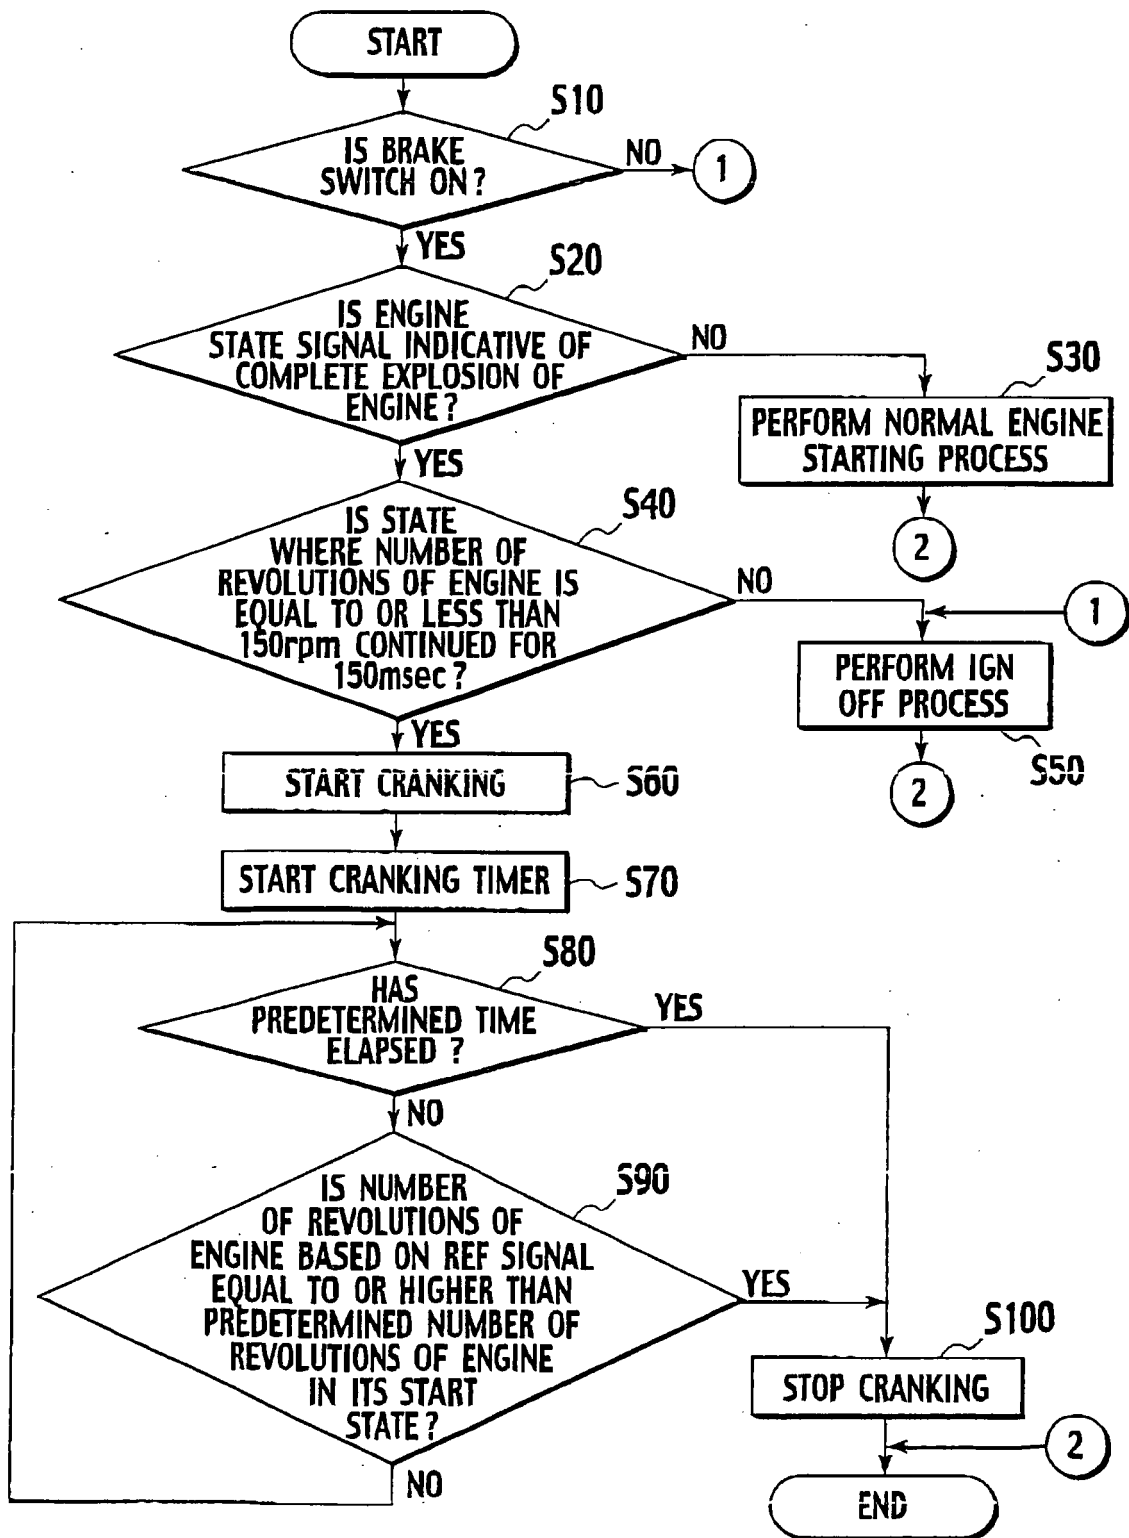 START
S10
IS BRAKE
SWITCH ON?
NO
1
YES
S20
IS ENGINE
STATE SIGNAL INDICATIVE OF
COMPLETE EXPLOSION OF
ENGINE?
NO
S30
PERFORM NORMAL ENGINE
STARTING PROCESS
2
YES
S40
IS STATE
WHERE NUMBER OF
REVOLUTIONS OF ENGINE IS
EQUAL TO OR LESS THAN
150rpm CONTINUED FOR
150msec?
NO
1
PERFORM IGN
OFF PROCESS
S50
2
YES
START CRANKING
S60
START CRANKING TIMER
S70
S80
HAS
PREDETERMINED TIME
ELAPSED ?
YES
NO
S90
IS NUMBER
OF REVOLUTIONS OF
ENGINE BASED ON REF SIGNAL
EQUAL TO OR HIGHER THAN
PREDETERMINED NUMBER OF
REVOLUTIONS OF ENGINE
IN ITS START
STATE?
YES
NO
S100
STOP CRANKING
2
END